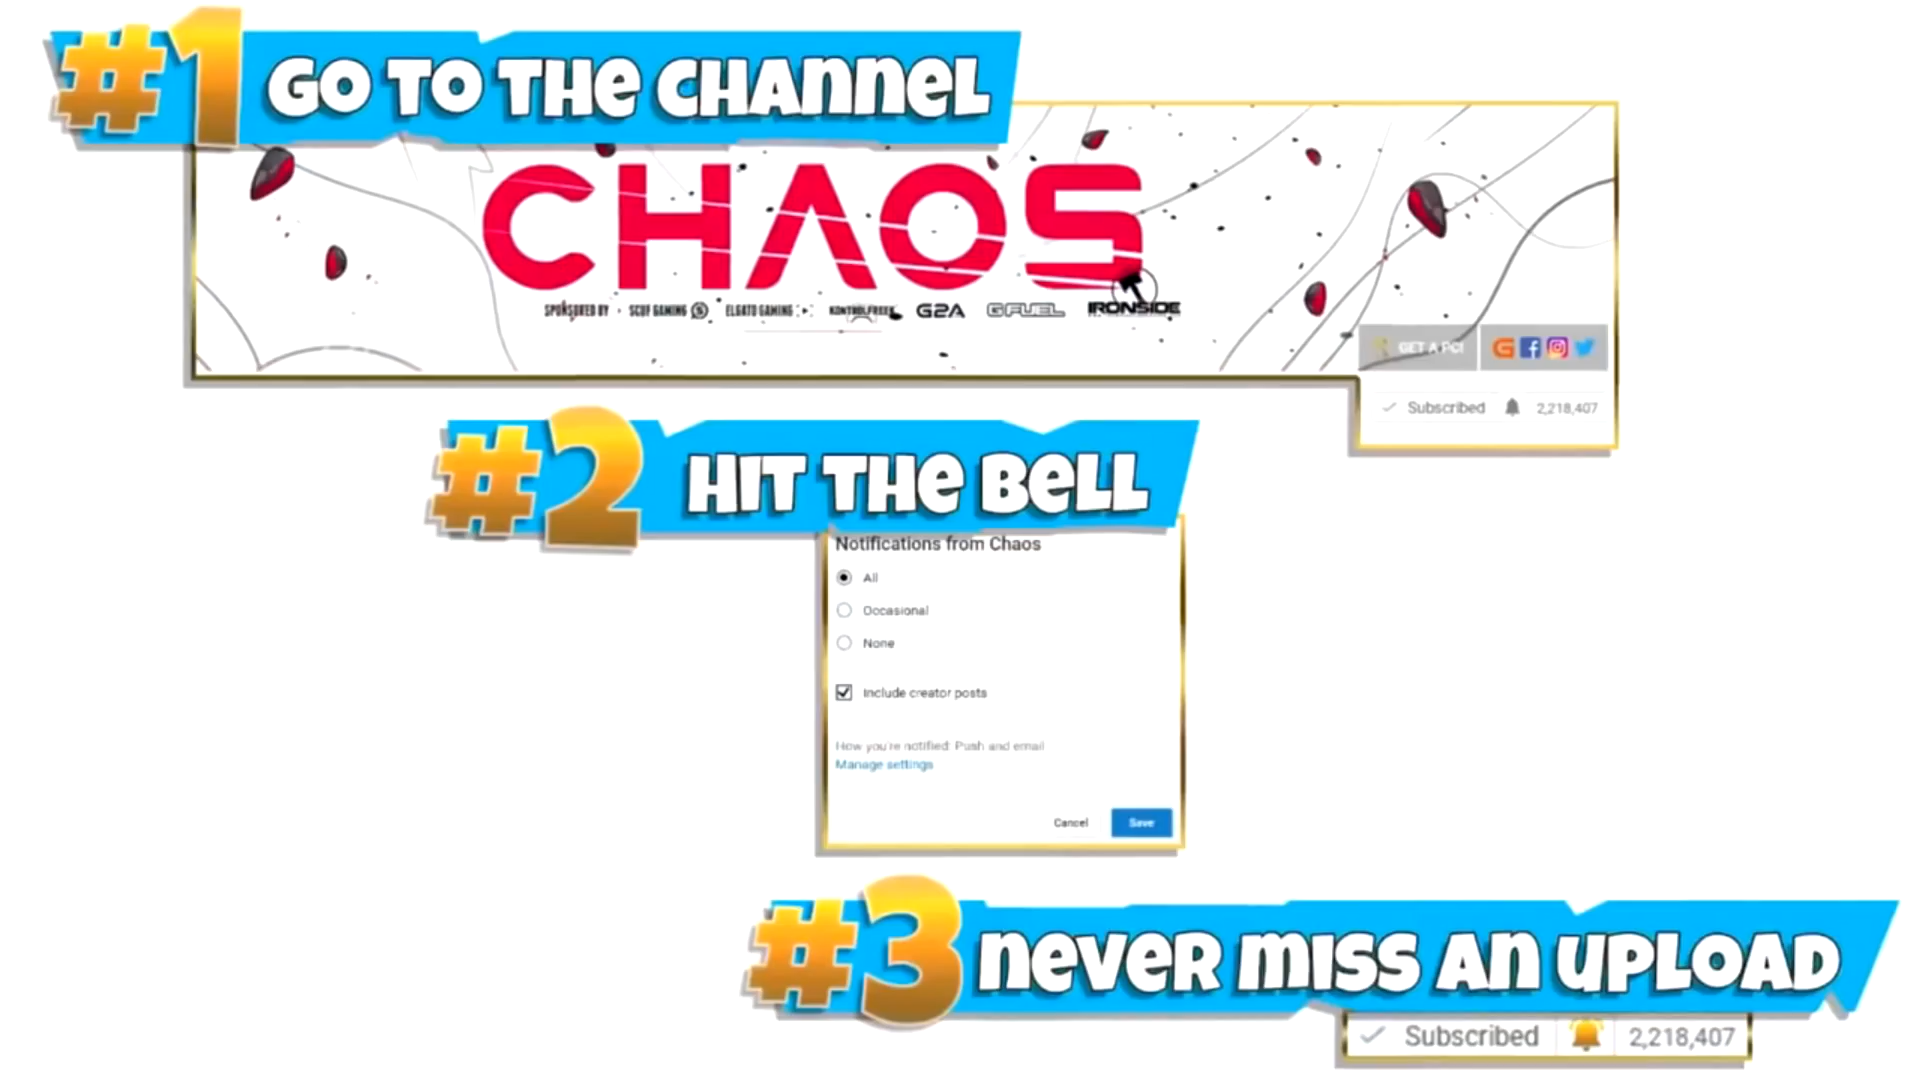 #1 GO TO THE CHANNEL
CHAOS
SPONSORED BY SCUF GAMING ELGATO GAMING KONTROLFREEK G2A GFUEL IRONSIDE
GET A PC!
Subscribed 2,218,407
#2 HIT THE BELL
Notifications from Chaos
All
Occasional
None
Include creator posts
How you're notified: Push and email
Manage settings
Cancel Save
#3 NEVER MISS AN UPLOAD
Subscribed 2,218,407